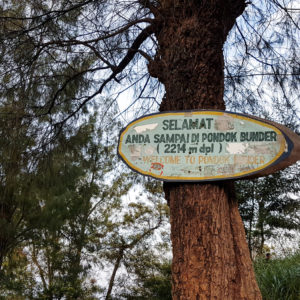 SELAMAT
ANDA SAMPAI DI PONDOK BUNDER
( 2214 m dpl )
WELCOME TO PONDOK BUNDER